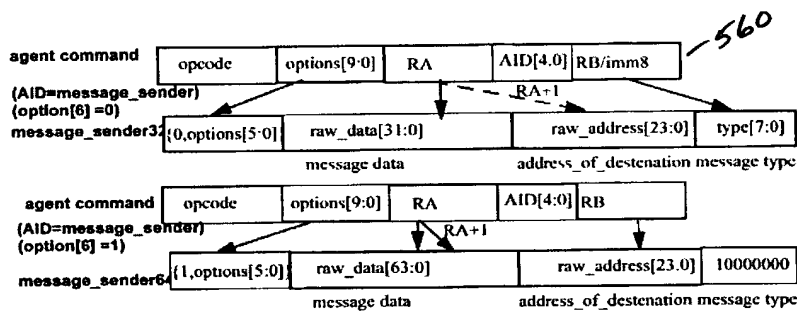 560
agent command opcode options[9:0] RA AID[4:0] RB/imm8
(AID=message_sender)
(option[6] =0)
RA+1
message_sender32 {0,options[5:0]} raw_data[31:0] raw_address[23:0] type[7:0]
message data address_of_destenation message type
agent command opcode options[9:0] RA AID[4:0] RB
(AID=message_sender)
(option[6] =1)
RA+1
message_sender64 {1,options[5:0]} raw_data[63:0] raw_address[23:0] 10000000
message data address_of_destenation message type